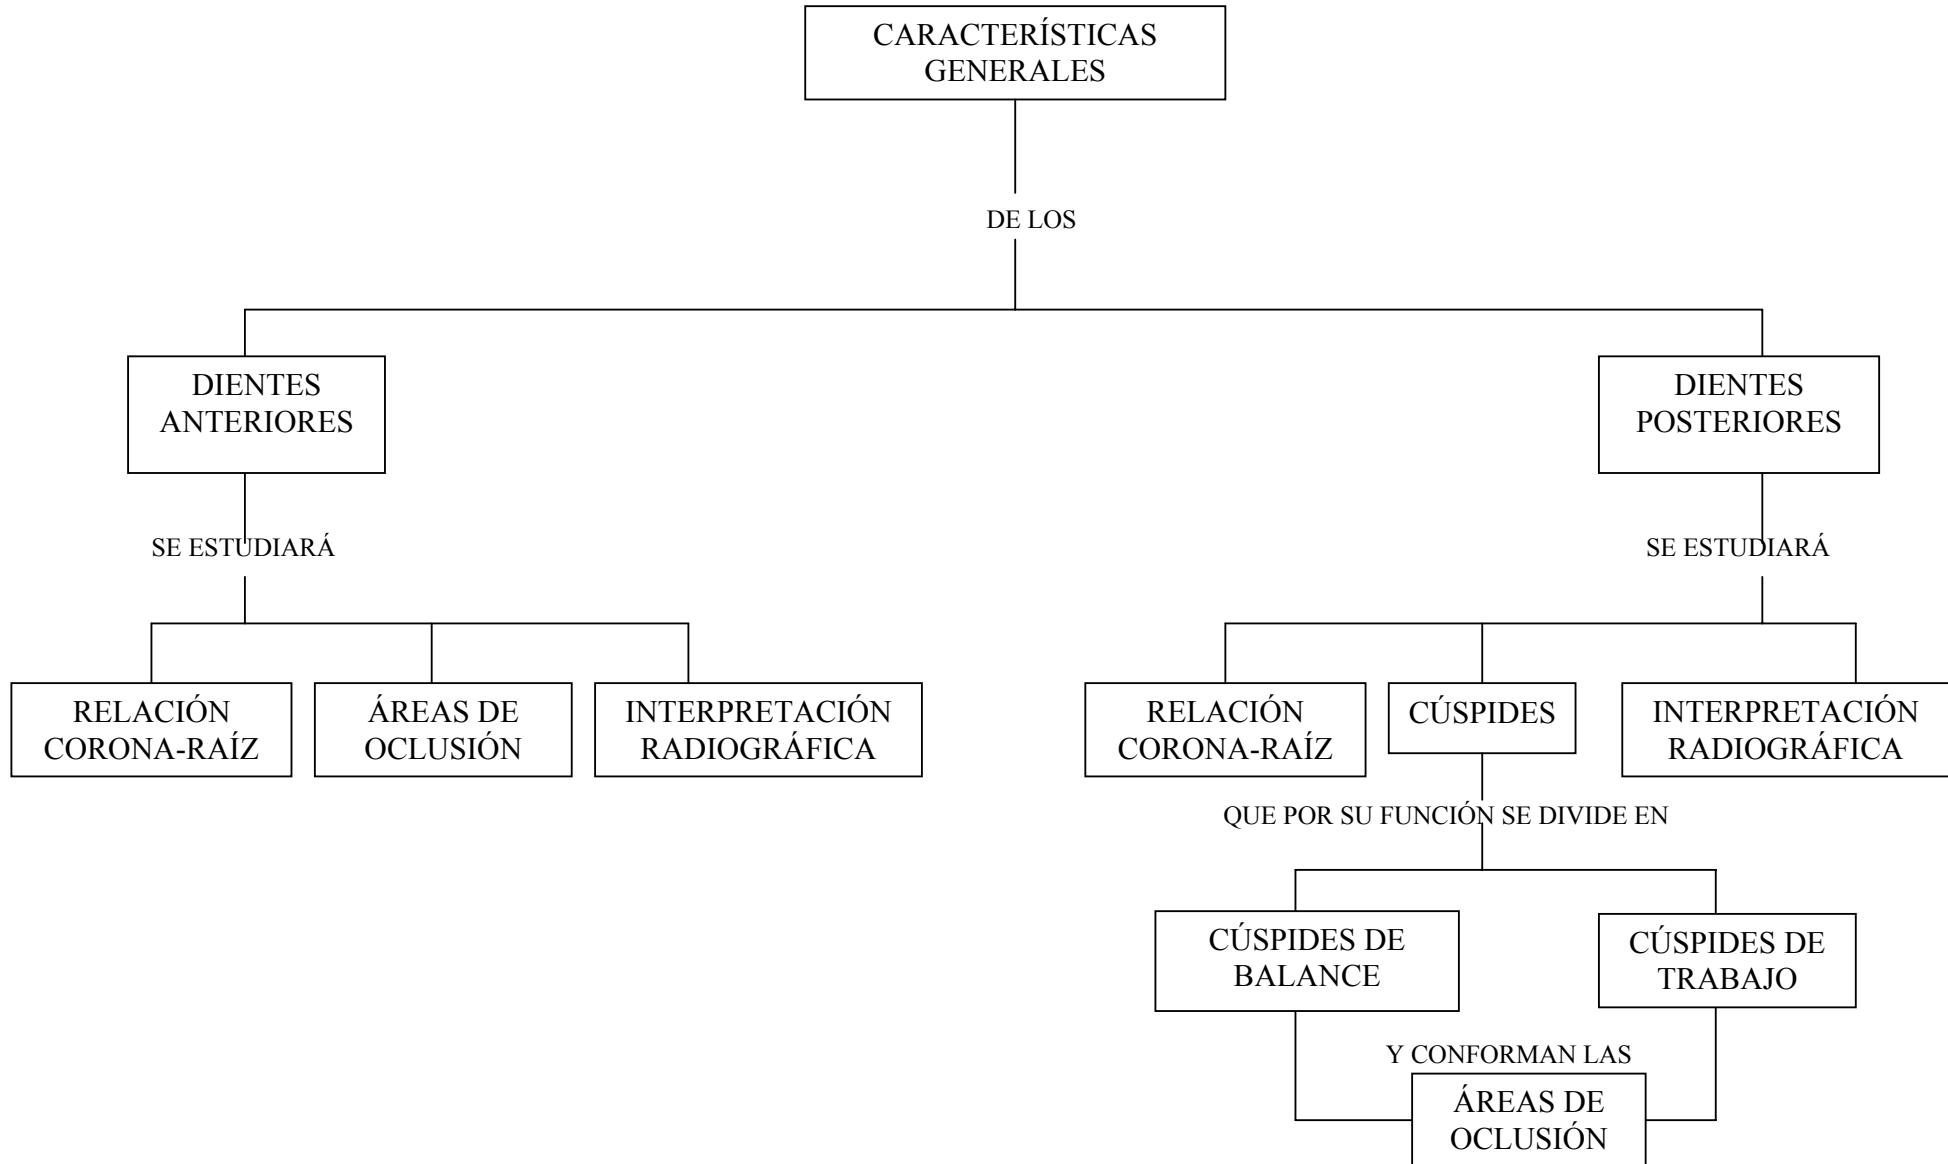 CARACTERÍSTICAS
GENERALES
DE LOS
DIENTES
ANTERIORES
DIENTES
POSTERIORES
SE ESTUDIARÁ
SE ESTUDIARÁ
RELACIÓN
CORONA-RAÍZ
ÁREAS DE
OCLUSIÓN
INTERPRETACIÓN
RADIOGRÁFICA
RELACIÓN
CORONA-RAÍZ
CÚSPIDES
INTERPRETACIÓN
RADIOGRÁFICA
QUE POR SU FUNCIÓN SE DIVIDE EN
CÚSPIDES DE
BALANCE
CÚSPIDES DE
TRABAJO
Y CONFORMAN LAS
ÁREAS DE
OCLUSIÓN